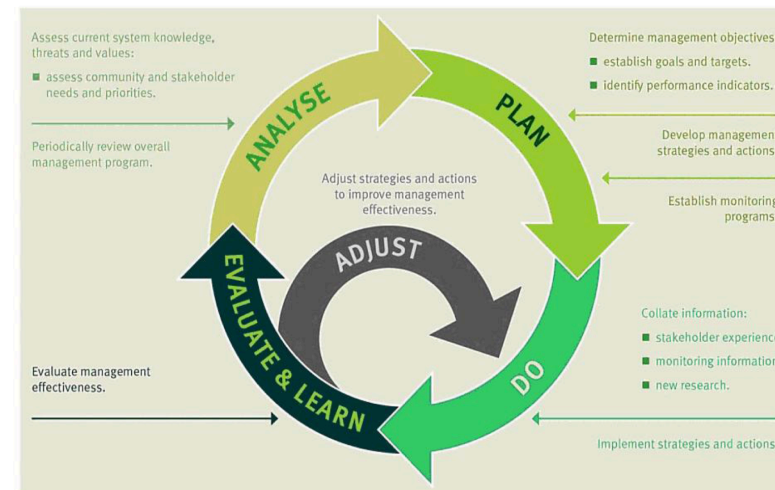 Assess current system knowledge,
threats and values:
■ assess community and stakeholder
needs and priorities.
Periodically review overall
management program.
ANALYSE
PLAN
Determine management objectives
■ establish goals and targets.
■ identify performance indicators.
Develop management
strategies and actions
Establish monitoring
programs
Adjust strategies and actions
to improve management
effectiveness.
ADJUST
EVALUATE & LEARN
DO
Collate information:
■ stakeholder experience
■ monitoring information
■ new research.
Evaluate management
effectiveness.
Implement strategies and actions